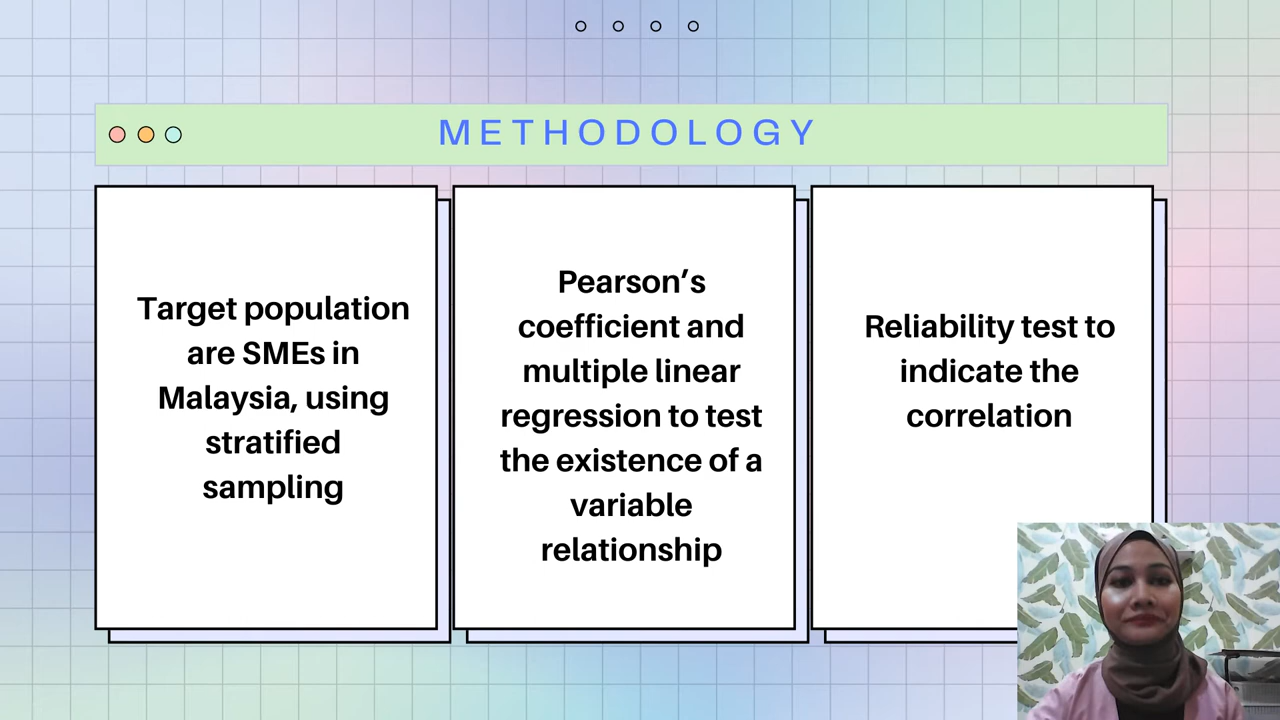 METHODOLOGY
Target population
are SMEs in
Malaysia, using
stratified
sampling
Pearson’s
coefficient and
multiple linear
regression to test
the existence of a
variable
relationship
Reliability test to
indicate the
correlation